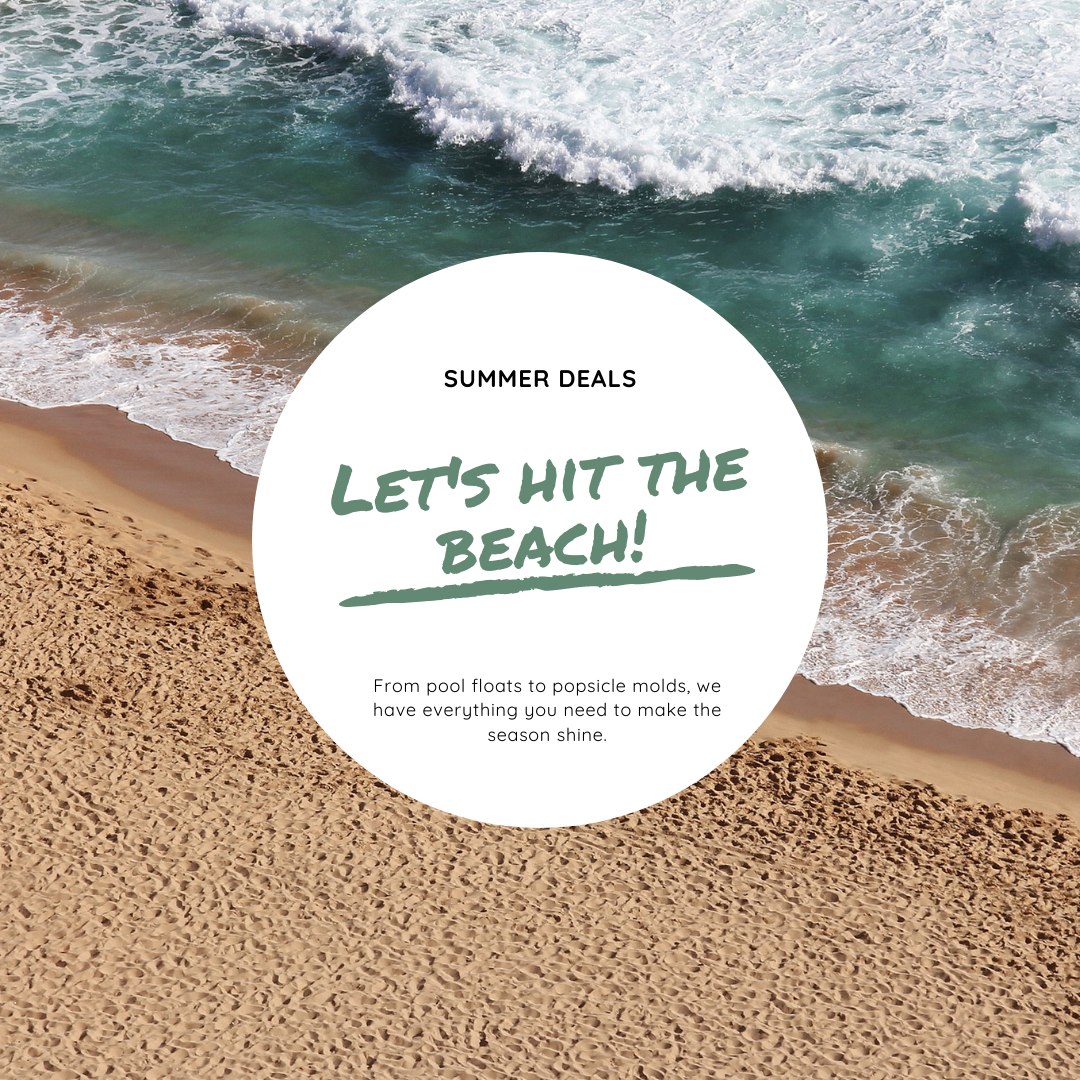 SUMMER DEALS
LET'S HIT THE
BEACH!
From pool floats to popsicle molds, we
have everything you need to make the
season shine.